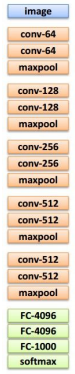 image
conv-64
conv-64
maxpool
conv-128
conv-128
maxpool
conv-256
conv-256
maxpool
conv-512
conv-512
maxpool
conv-512
conv-512
maxpool
FC-4096
FC-4096
FC-1000
softmax